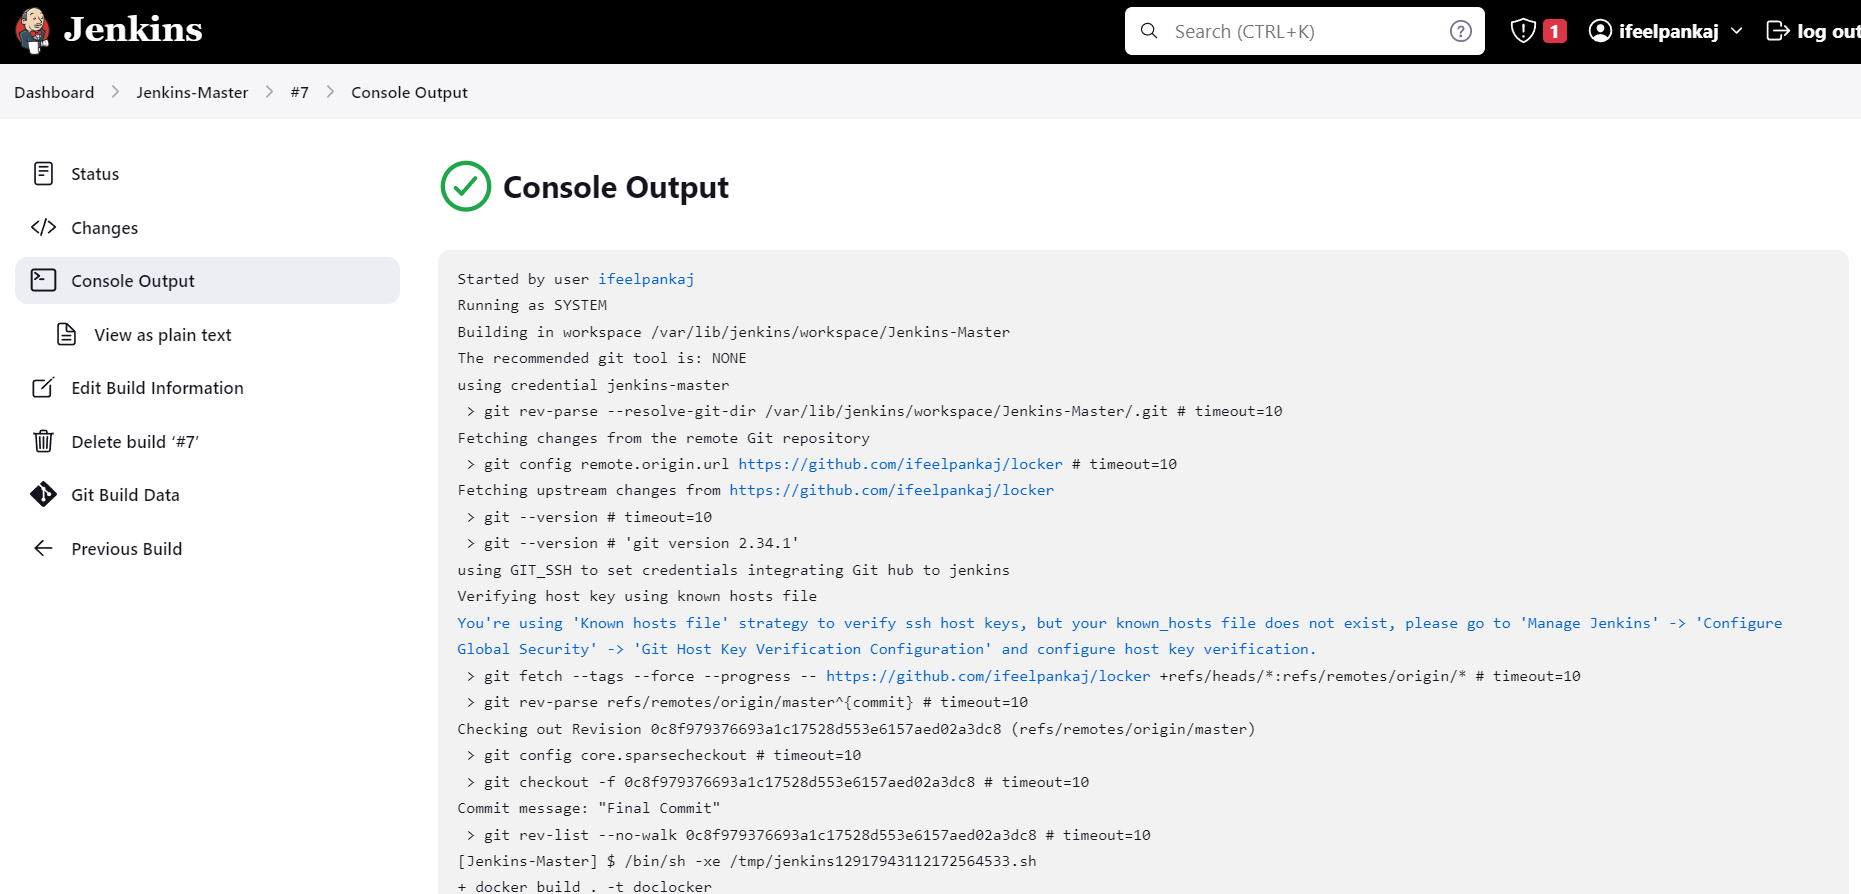 Jenkins
Search (CTRL+K)
1
ifeelpankaj
log out
Dashboard
Jenkins-Master
#7
Console Output
Status
Changes
Console Output
View as plain text
Edit Build Information
Delete build ‘#7’
Git Build Data
Previous Build
Console Output
Started by user ifeelpankaj
Running as SYSTEM
Building in workspace /var/lib/jenkins/workspace/Jenkins-Master
The recommended git tool is: NONE
using credential jenkins-master
> git rev-parse --resolve-git-dir /var/lib/jenkins/workspace/Jenkins-Master/.git # timeout=10
Fetching changes from the remote Git repository
> git config remote.origin.url https://github.com/ifeelpankaj/locker # timeout=10
Fetching upstream changes from https://github.com/ifeelpankaj/locker
> git --version # timeout=10
> git --version # 'git version 2.34.1'
using GIT_SSH to set credentials integrating Git hub to jenkins
Verifying host key using known hosts file
You're using 'Known hosts file' strategy to verify ssh host keys, but your known_hosts file does not exist, please go to 'Manage Jenkins' -> 'Configure
Global Security' -> 'Git Host Key Verification Configuration' and configure host key verification.
> git fetch --tags --force --progress -- https://github.com/ifeelpankaj/locker +refs/heads/*:refs/remotes/origin/* # timeout=10
> git rev-parse refs/remotes/origin/master^{commit} # timeout=10
Checking out Revision 0c8f979376693a1c17528d553e6157aed02a3dc8 (refs/remotes/origin/master)
> git config core.sparsecheckout # timeout=10
> git checkout -f 0c8f979376693a1c17528d553e6157aed02a3dc8 # timeout=10
Commit message: "Final Commit"
> git rev-list --no-walk 0c8f979376693a1c17528d553e6157aed02a3dc8 # timeout=10
[Jenkins-Master] $ /bin/sh -xe /tmp/jenkins12917943112172564533.sh
+ docker build . -t doclocker